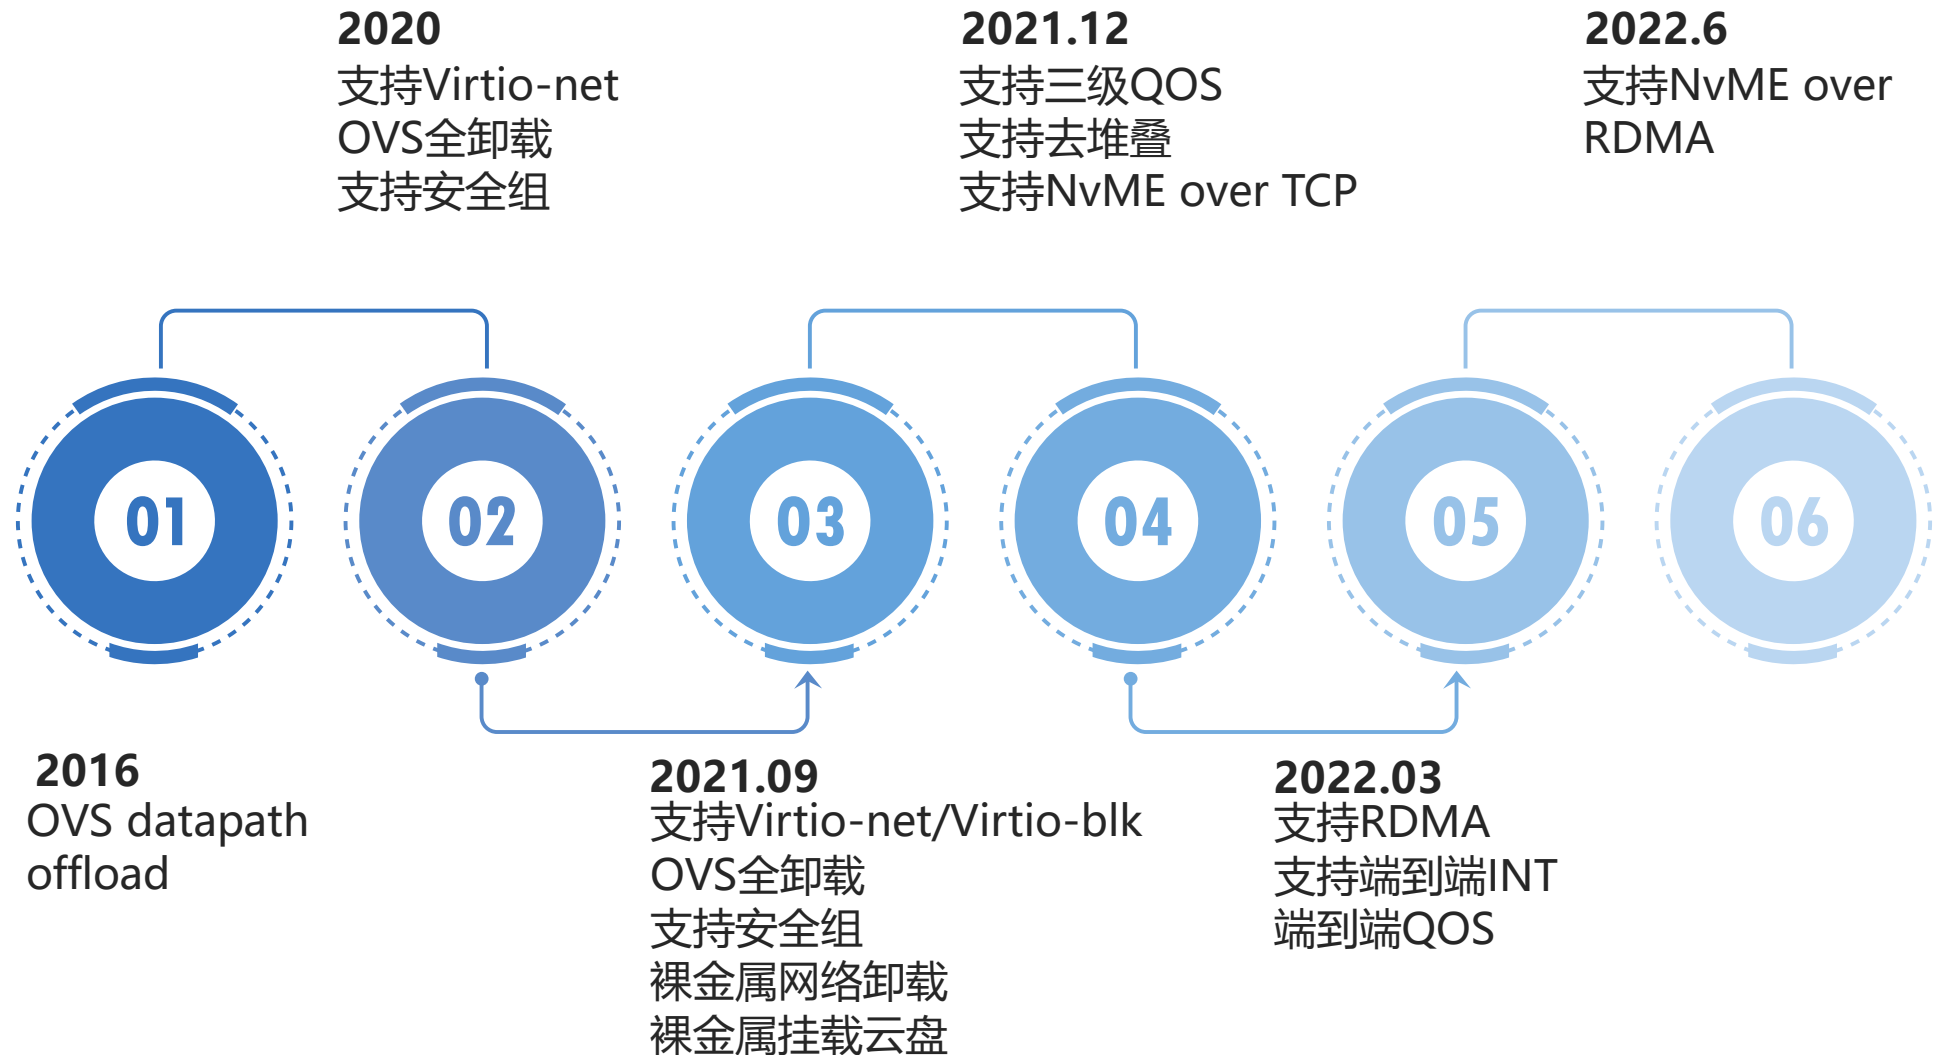 2020
支持Virtio-net
OVS全卸载
支持安全组
2021.12
支持三级QOS
支持去堆叠
支持NvME over TCP
2022.6
支持NvME over
RDMA
01
02
03
04
05
06
2016
OVS datapath
offload
2021.09
支持Virtio-net/Virtio-blk
OVS全卸载
支持安全组
裸金属网络卸载
裸金属挂载云盘
2022.03
支持RDMA
支持端到端INT
端到端QOS